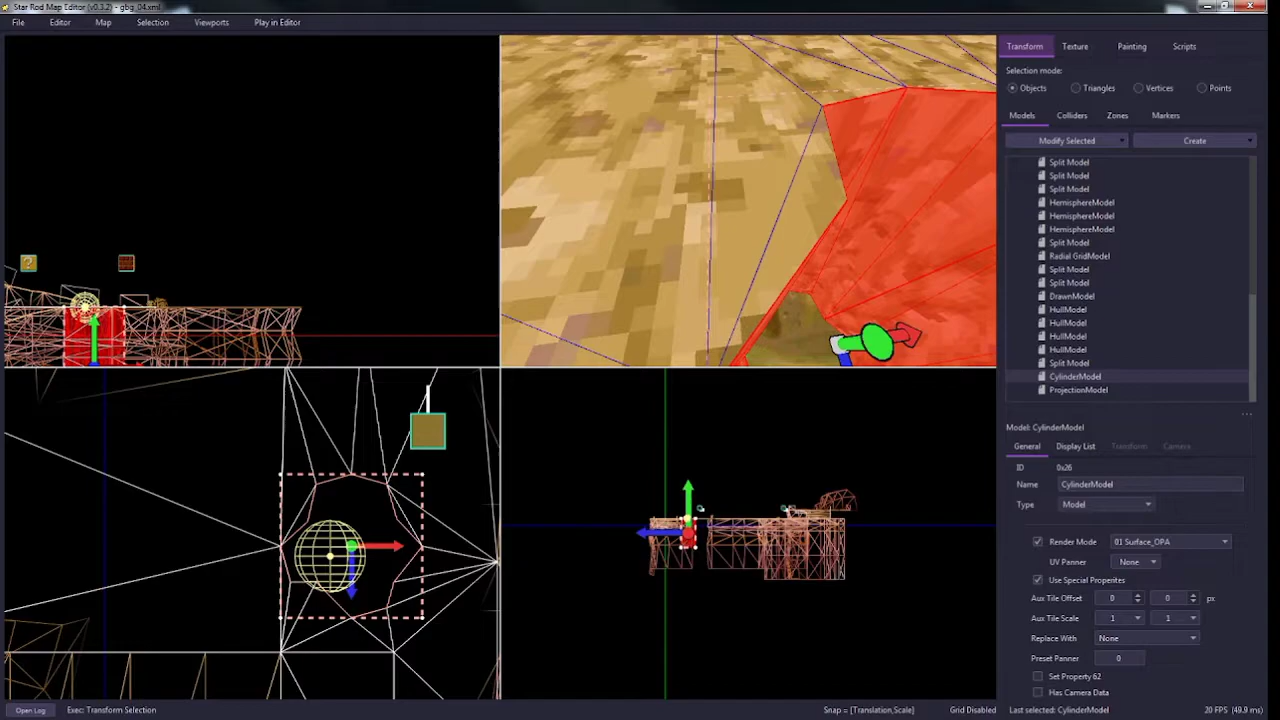 Star Rod Map Editor (v0.3.2) - gbg_04.xml
File Editor Map Selection Viewports Play in Editor
Transform Texture Painting Scripts
Selection mode:
Objects Triangles Vertices Points
Models Colliders Zones Markers
Modify Selected Create
Split Model
Split Model
Split Model
HemisphereModel
HemisphereModel
HemisphereModel
Split Model
Radial GridModel
Split Model
Split Model
DrawnModel
HullModel
HullModel
HullModel
HullModel
Split Model
CylinderModel
ProjectionModel
...
Model: CylinderModel
General Display List Transform Camera
ID 0x26
Name CylinderModel
Type Model
Render Mode 01 Surface_OPA
UV Panner None
Use Special Properites
Aux Tile Offset 0 0 px
Aux Tile Scale 1 1
Replace With None
Preset Panner 0
Set Property 62
Has Camera Data
Open Log Exec: Transform Selection Snap = [Translation,Scale] Grid Disabled Last selected: CylinderModel 20 FPS (49.9 ms)